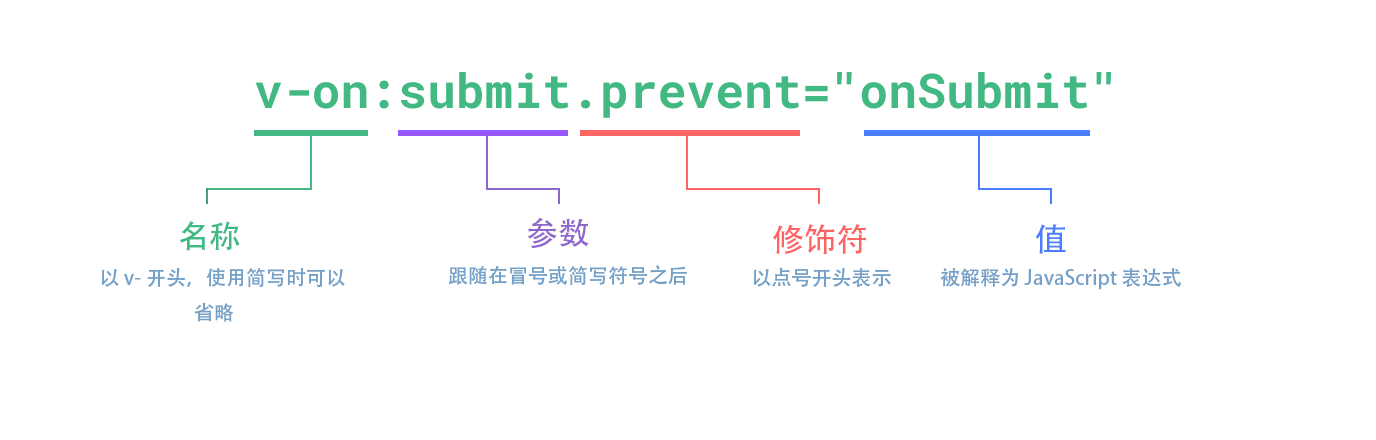 v-on:submit.prevent="onSubmit"
名称
参数
修饰符
值
以 v- 开头，使用简写时可以
省略
跟随在冒号或简写符号之后
以点号开头表示
被解释为 JavaScript 表达式